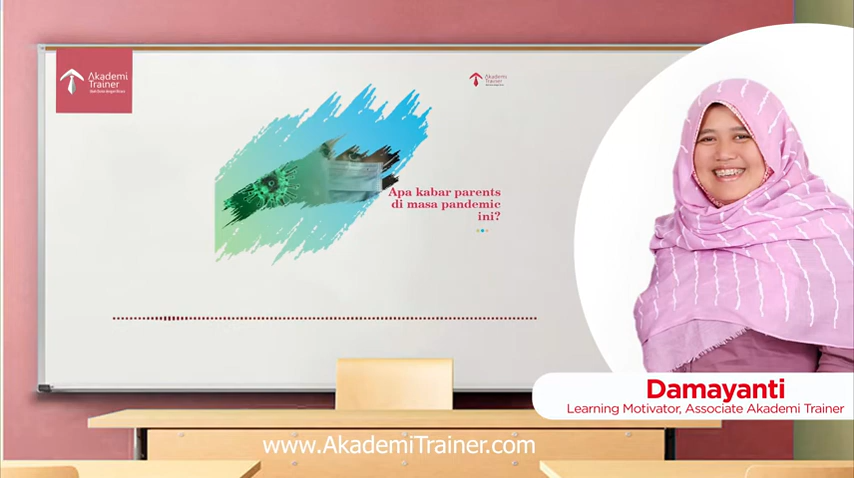 Akademi
Trainer
Akademi
Trainer
Apa kabar parents
di masa pandemic
ini?
Damayanti
Learning Motivator, Associate Akademi Trainer
www.AkademiTrainer.com